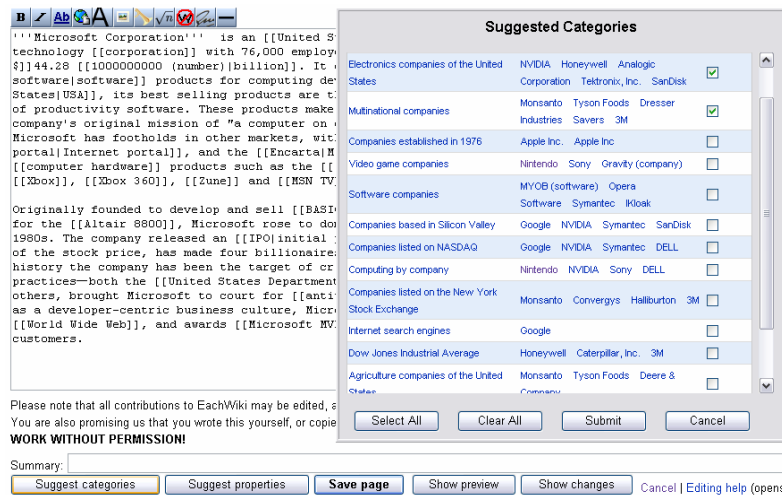 B I Ab A √n W
'''Microsoft Corporation''' is an [[United S
technology [[corporation]] with 76,000 employe
$]]44.28 [[1000000000 (number)|billion]]. It
software|software]] products for computing de
States|USA]], its best selling products are t
of productivity software. These products make
company's original mission of "a computer on
Microsoft has footholds in other markets, wit
portal|Internet portal]], and the [[Encarta|M
[[computer hardware]] products such as the [[
[[Xbox]], [[Xbox 360]], [[Zune]] and [[MSN TV
Originally founded to develop and sell [[BASI
for the [[Altair 8800]], Microsoft rose to do
1980s. The company released an [[IPO|initial
of the stock price, has made four billionaire
history the company has been the target of cr
practices—both the [[United States Department
others, brought Microsoft to court for [[anti
as a developer-centric business culture, Micr
[[World Wide Web]], and awards [[Microsoft MV
customers.
Suggested Categories
Electronics companies of the United States
NVIDIA Honeywell Analogic
Corporation Tektronix, Inc. SanDisk
Multinational companies
Monsanto Tyson Foods Dresser
Industries Savers 3M
Companies established in 1976 Apple Inc. Apple Inc
Video game companies Nintendo Sony Gravity (company)
Software companies
MYOB (software) Opera
Software Symantec IKloak
Companies based in Silicon Valley Google NVIDIA Symantec SanDisk
Companies listed on NASDAQ Google NVIDIA Symantec DELL
Computing by company Nintendo NVIDIA Sony DELL
Companies listed on the New York
Stock Exchange
Monsanto Convergys Halliburton 3M
Internet search engines Google
Dow Jones Industrial Average Honeywell Caterpillar, Inc. 3M
Agriculture companies of the United
States
Monsanto Tyson Foods Deere &
Company
Select All Clear All Submit Cancel
Please note that all contributions to EachWiki may be edited, a
You are also promising us that you wrote this yourself, or copie
WORK WITHOUT PERMISSION!
Summary:
Suggest categories Suggest properties Save page Show preview Show changes Cancel | Editing help (opens